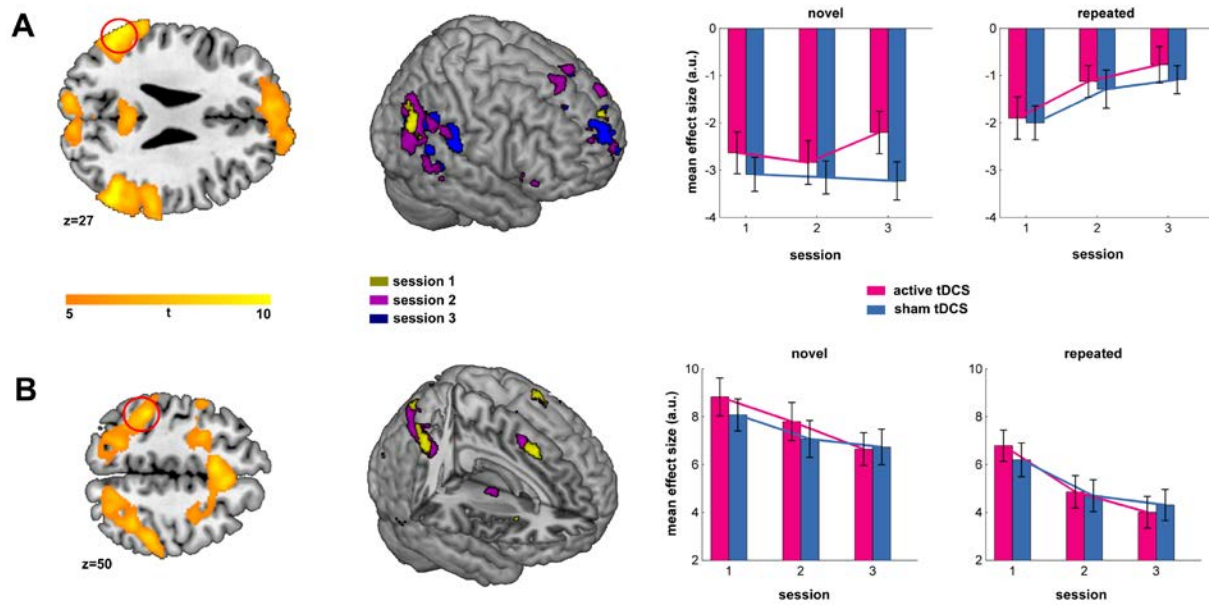 A
z=27
5 t 10
session 1
session 2
session 3
novel
mean effect size (a.u.)
0
-1
-2
-3
-4
1 2 3
session
repeated
0
-1
-2
-3
-4
1 2 3
session
active tDCS
sham tDCS
B
z=50
novel
mean effect size (a.u.)
10
8
6
4
2
1 2 3
session
repeated
10
8
6
4
2
1 2 3
session